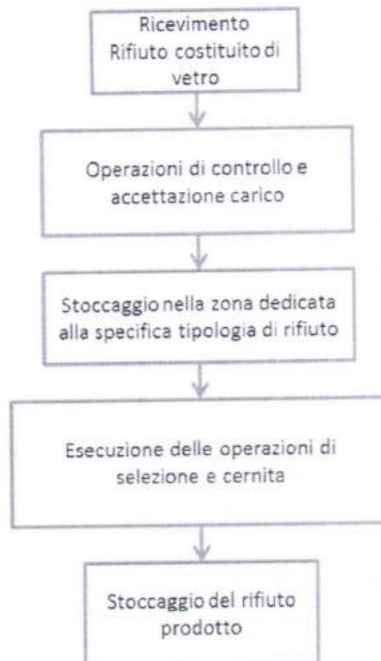 Ricevimento
Rifiuto costituito di
vetro
Operazioni di controllo e
accettazione carico
Stoccaggio nella zona dedicata
alla specifica tipologia di rifiuto
Esecuzione delle operazioni di
selezione e cernita
Stoccaggio del rifiuto
prodotto